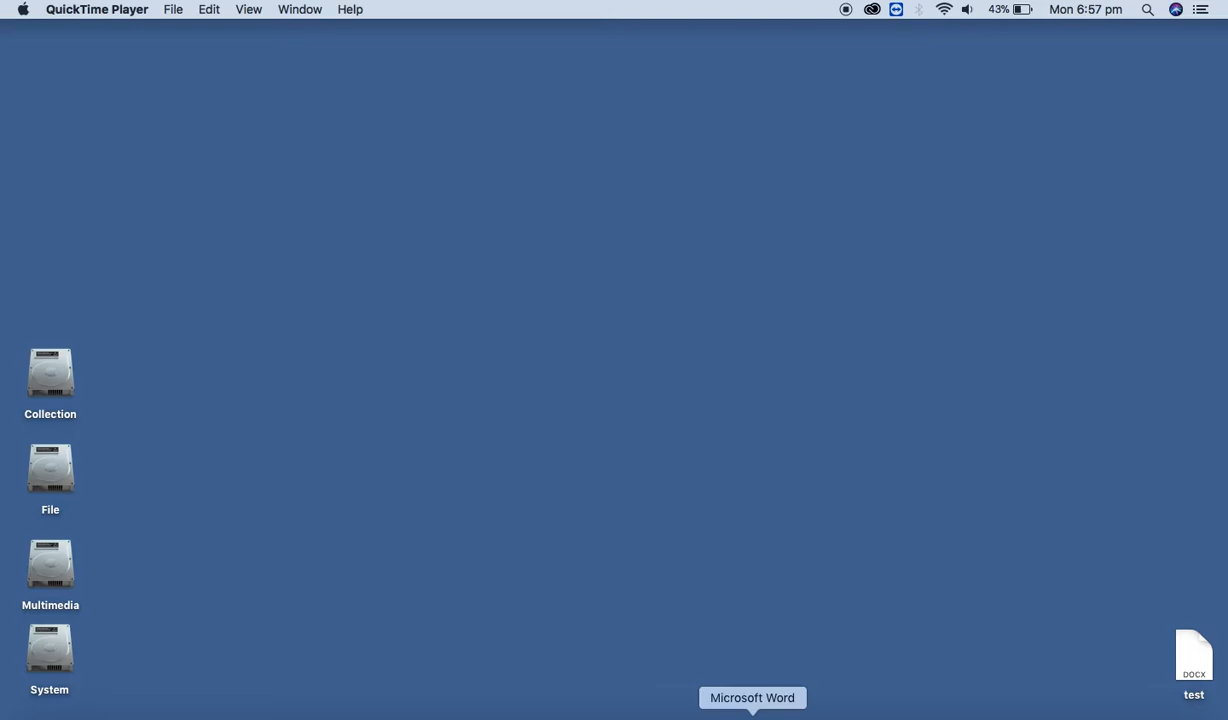 QuickTime Player File Edit View Window Help 43% Mon 6:57 pm
Collection
File
Multimedia
System
DOCX
test
Microsoft Word